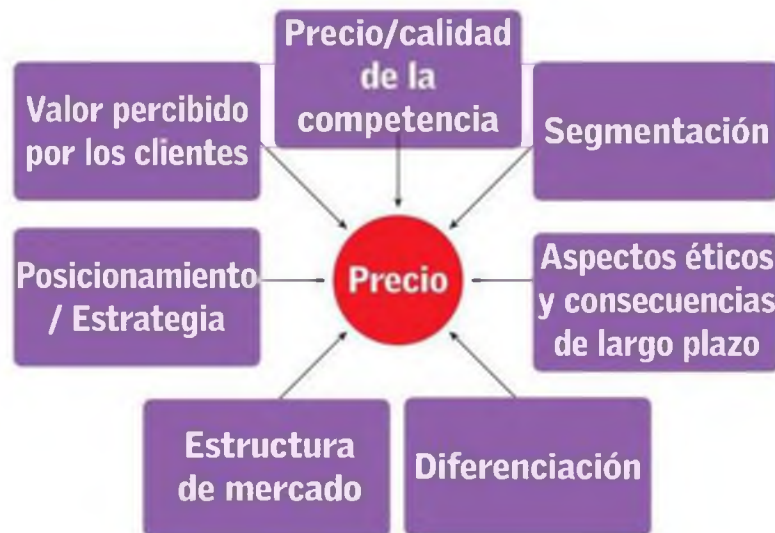 Precio/calidad
de la
competencia
Valor percibido
por los clientes
Segmentación
Posicionamiento
/ Estrategia
Precio
Aspectos éticos
y consecuencias
de largo plazo
Estructura
de mercado
Diferenciación